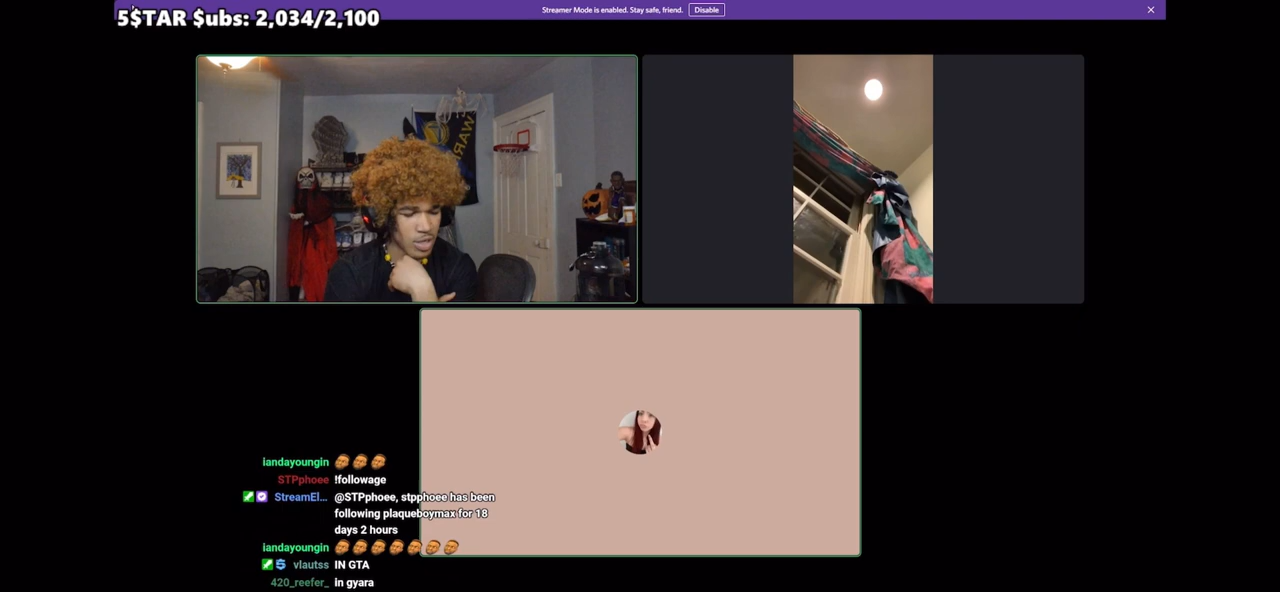 5$TAR $ubs: 2,034/2,100
Streamer Mode is enabled. Stay safe, friend. Disable
WAR
iandayoungin
STPphoee !followage
StreamEl... @STPphoee, stpphoee has been
following plaqueboymax for 18
days 2 hours
iandayoungin
vlautss IN GTA
420_reefer_ in gyara